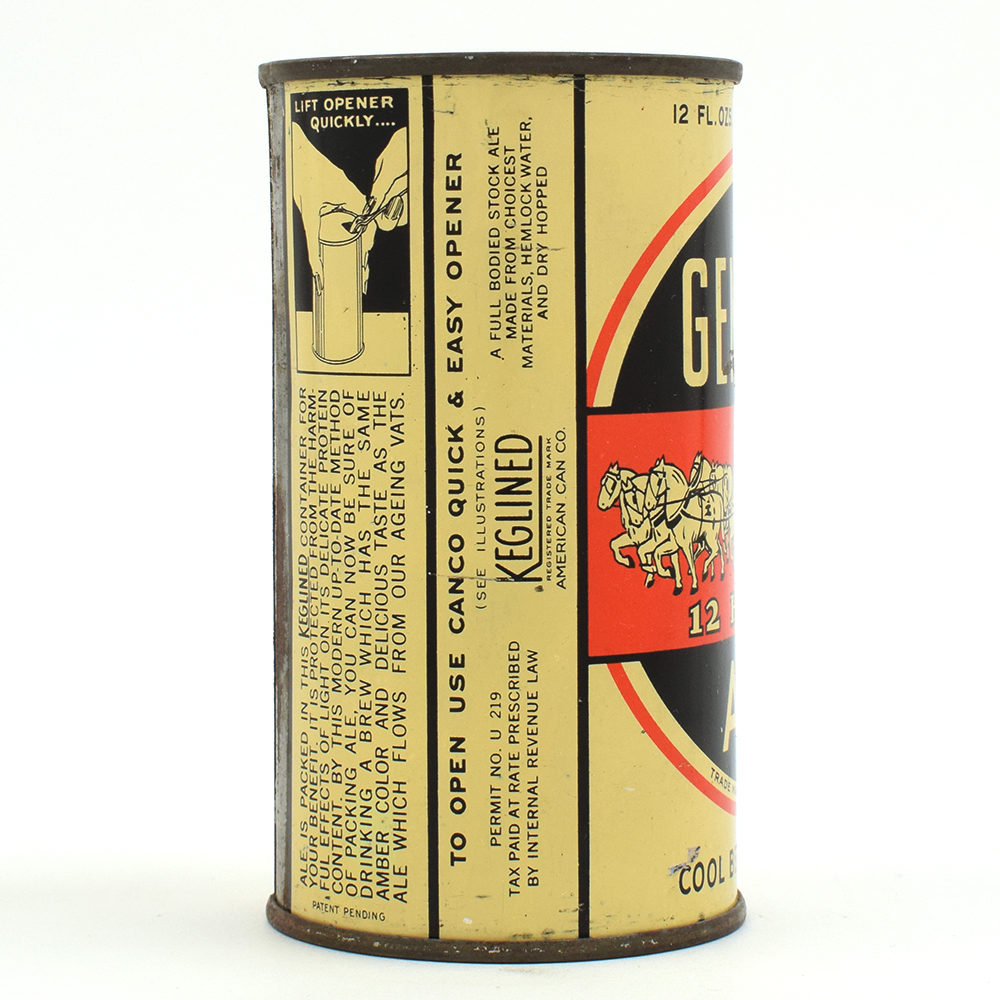 LIFT OPENER
QUICKLY....
ALE IS PACKED IN THIS KEGLINED CONTAINER FOR
YOUR BENEFIT. IT IS PROTECTED FROM THE HARM-
FUL EFFECTS OF LIGHT ON ITS DELICATE PROTEIN
CONTENT. BY THIS MODERN UP-TO-DATE METHOD
OF PACKING ALE, YOU CAN NOW BE SURE OF
DRINKING A BREW WHICH HAS THE SAME
AMBER COLOR AND DELICIOUS TASTE AS THE
ALE WHICH FLOWS FROM OUR AGEING VATS.
PATENT PENDING
TO OPEN USE CANCO QUICK & EASY OPENER
(SEE ILLUSTRATIONS)
A FULL BODIED STOCK ALE
MADE FROM CHOICEST
MATERIALS, HEMLOCK WATER,
AND DRY HOPPED
KEGLINED
REGISTERED TRADE MARK
AMERICAN CAN CO.
PERMIT NO. U 219
TAX PAID AT RATE PRESCRIBED
BY INTERNAL REVENUE LAW
12 FL. OZS
GE
12
A
TRADE
COOL